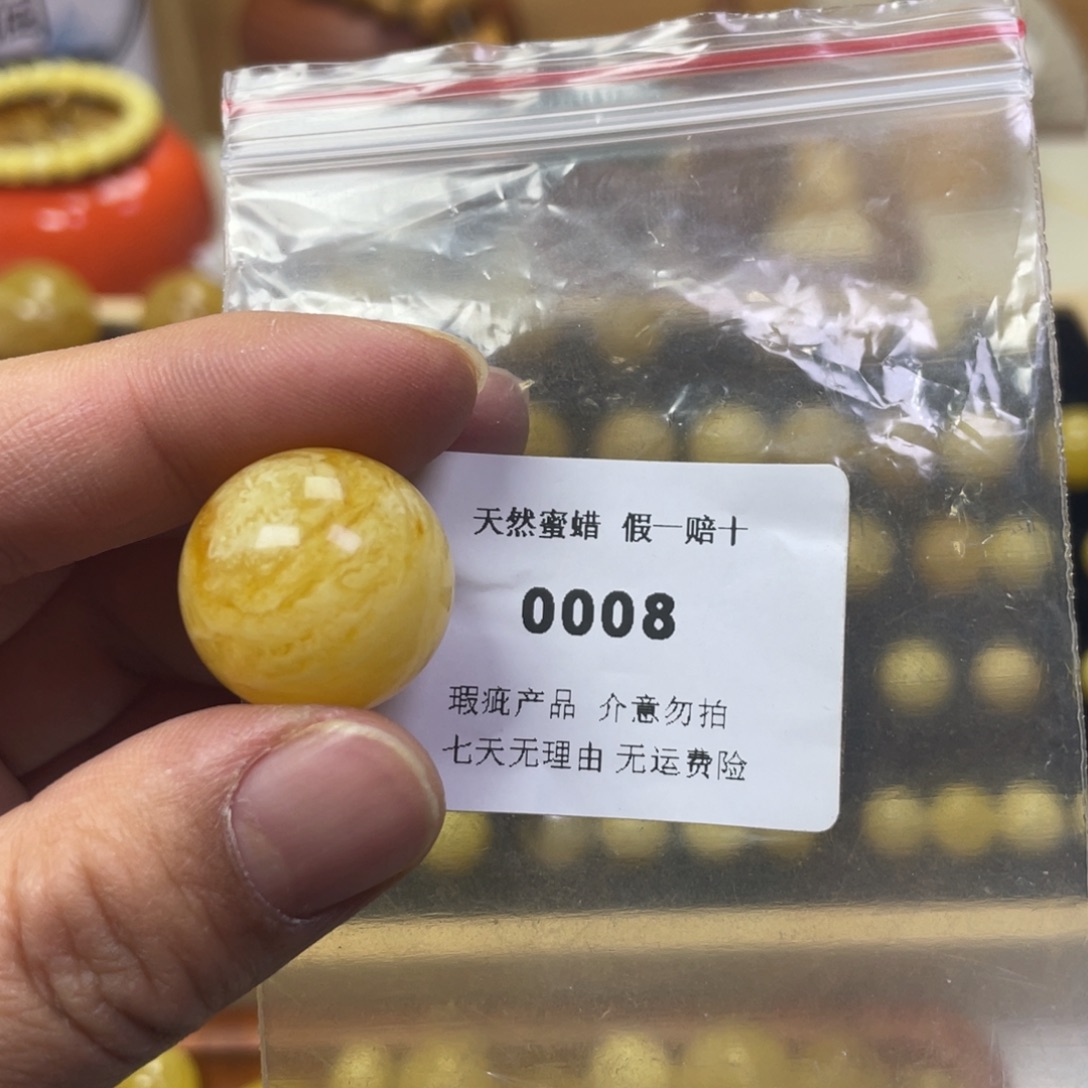 天然蜜蜡 假一赔十
0008
瑕疵产品 介意勿拍
七天无理由 无运费险